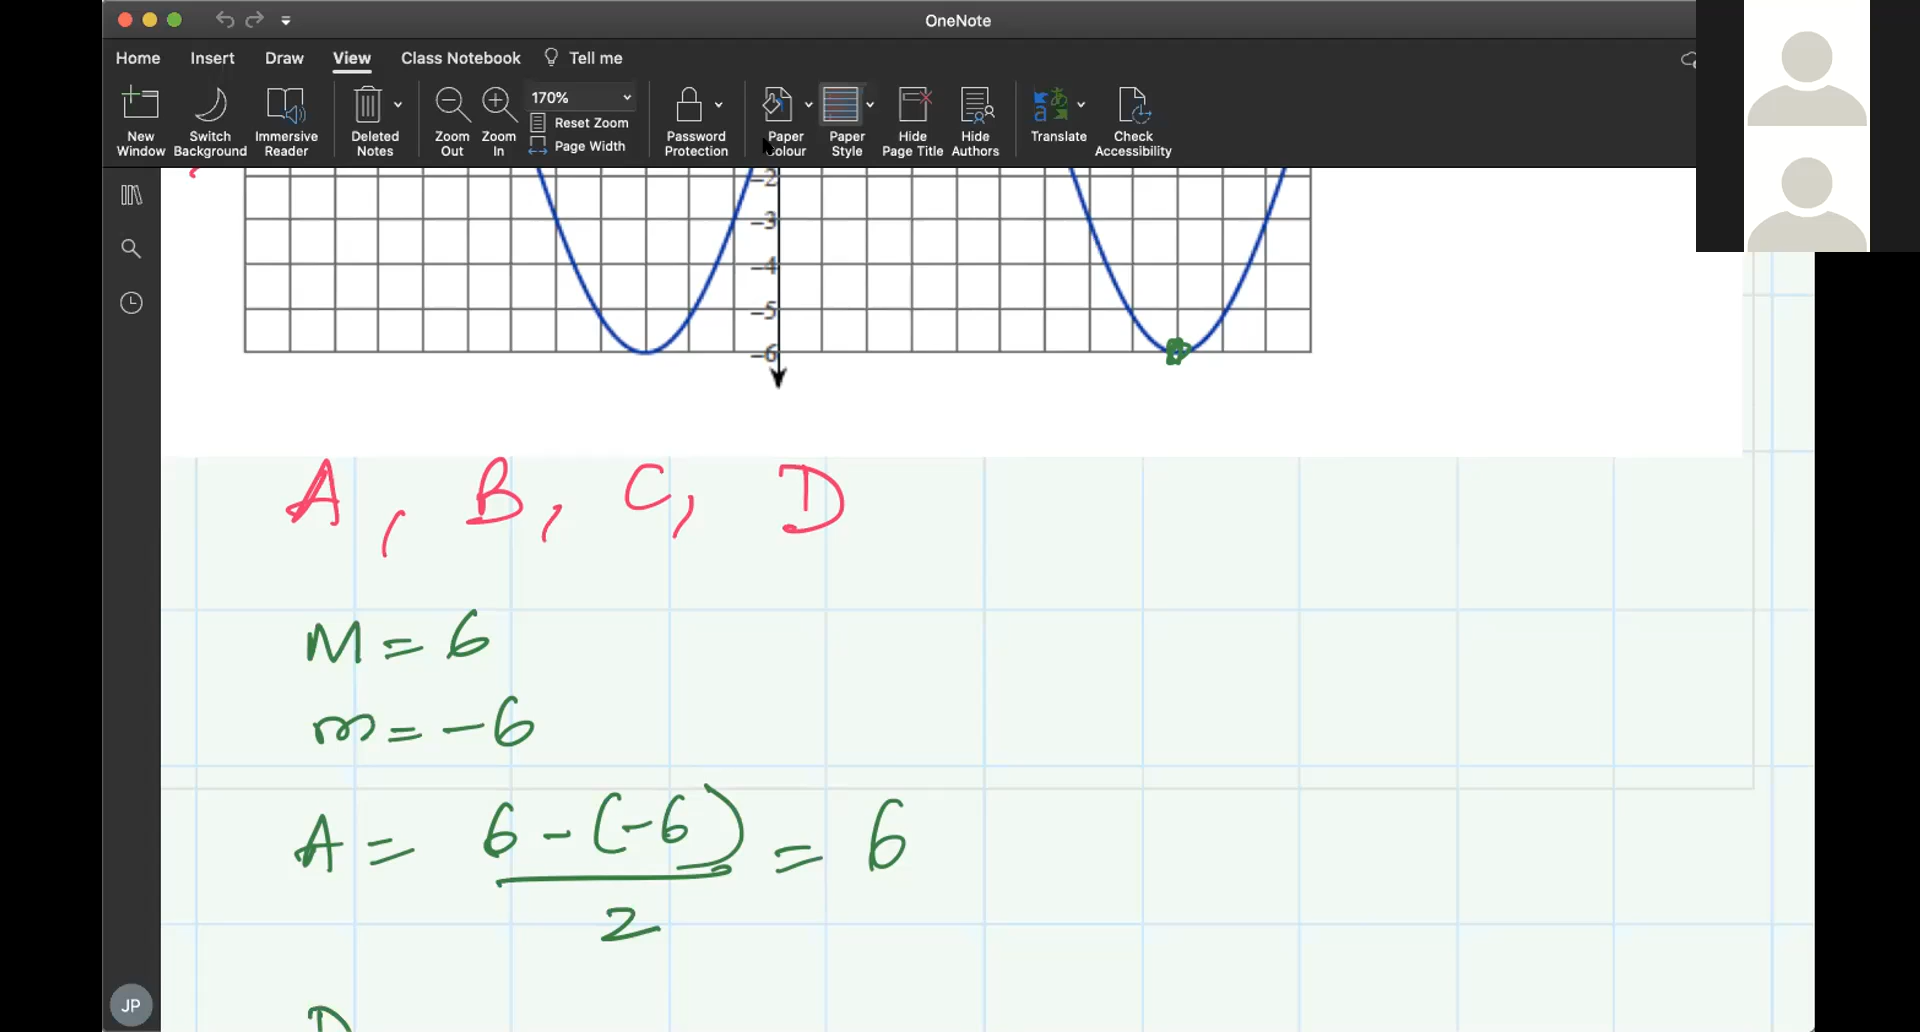 OneNote
Home Insert Draw View Class Notebook Tell me
170%
Reset Zoom
Page Width
New Window
Switch Background
Immersive Reader
Deleted Notes
Zoom Out
Zoom In
Password Protection
Paper Colour
Paper Style
Hide Page Title
Hide Authors
Translate
Check Accessibility
-2
-3
-4
-5
-6
A, B, C, D
M = 6
m = -6
A = 6 - (-6) / 2 = 6
D
JP